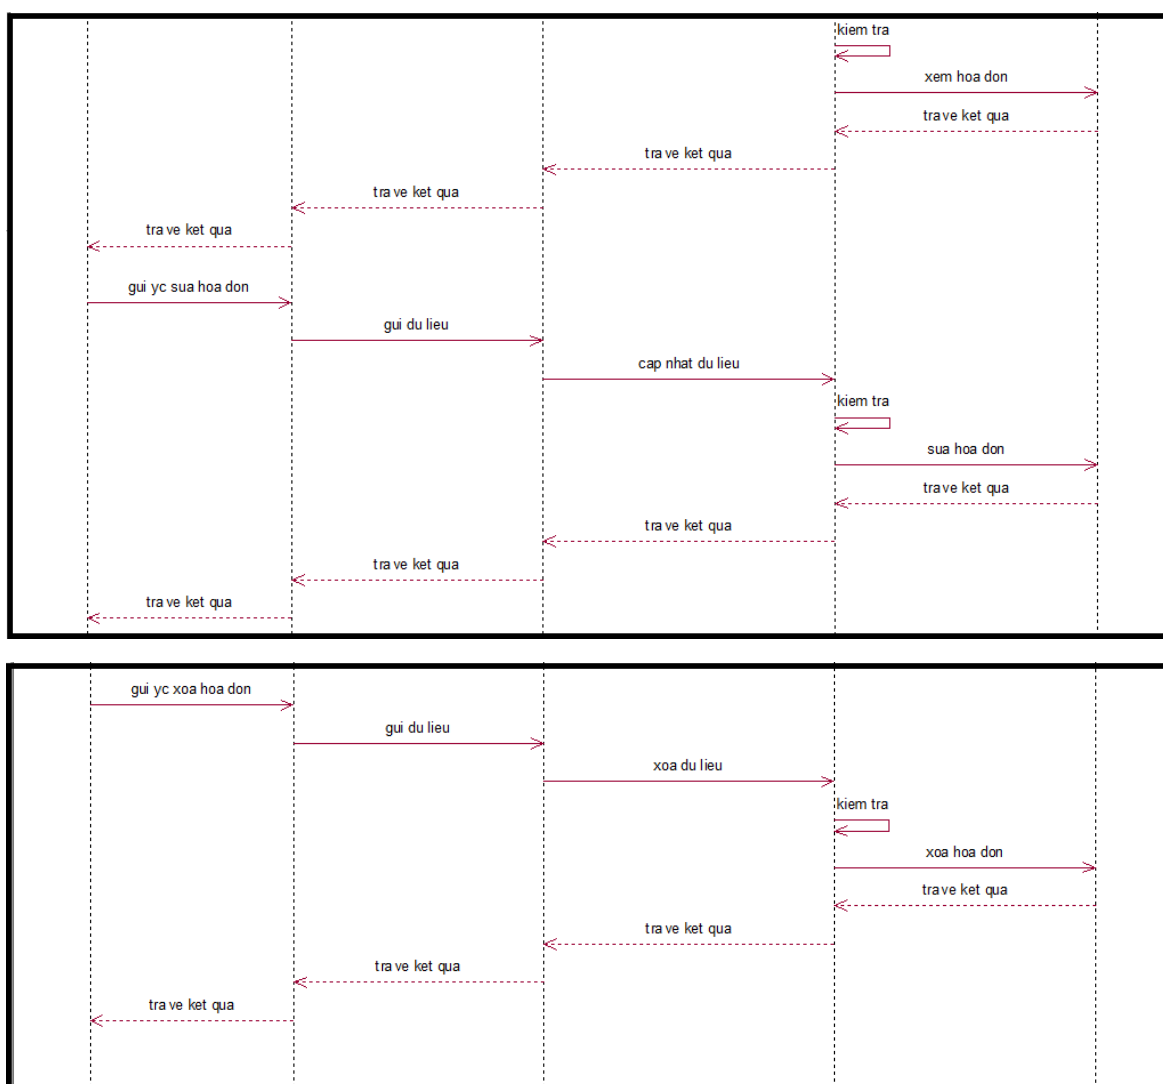 kiem tra
xem hoa don
tra ve ket qua
tra ve ket qua
tra ve ket qua
tra ve ket qua
gui yc sua hoa don
gui du lieu
cap nhat du lieu
kiem tra
sua hoa don
tra ve ket qua
tra ve ket qua
tra ve ket qua
tra ve ket qua
gui yc xoa hoa don
gui du lieu
xoa du lieu
kiem tra
xoa hoa don
tra ve ket qua
tra ve ket qua
tra ve ket qua
tra ve ket qua